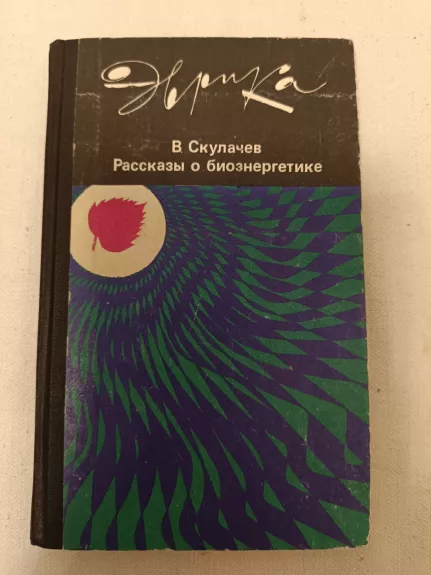 Эврика
В. Скулачев
Рассказы о биоэнергетике